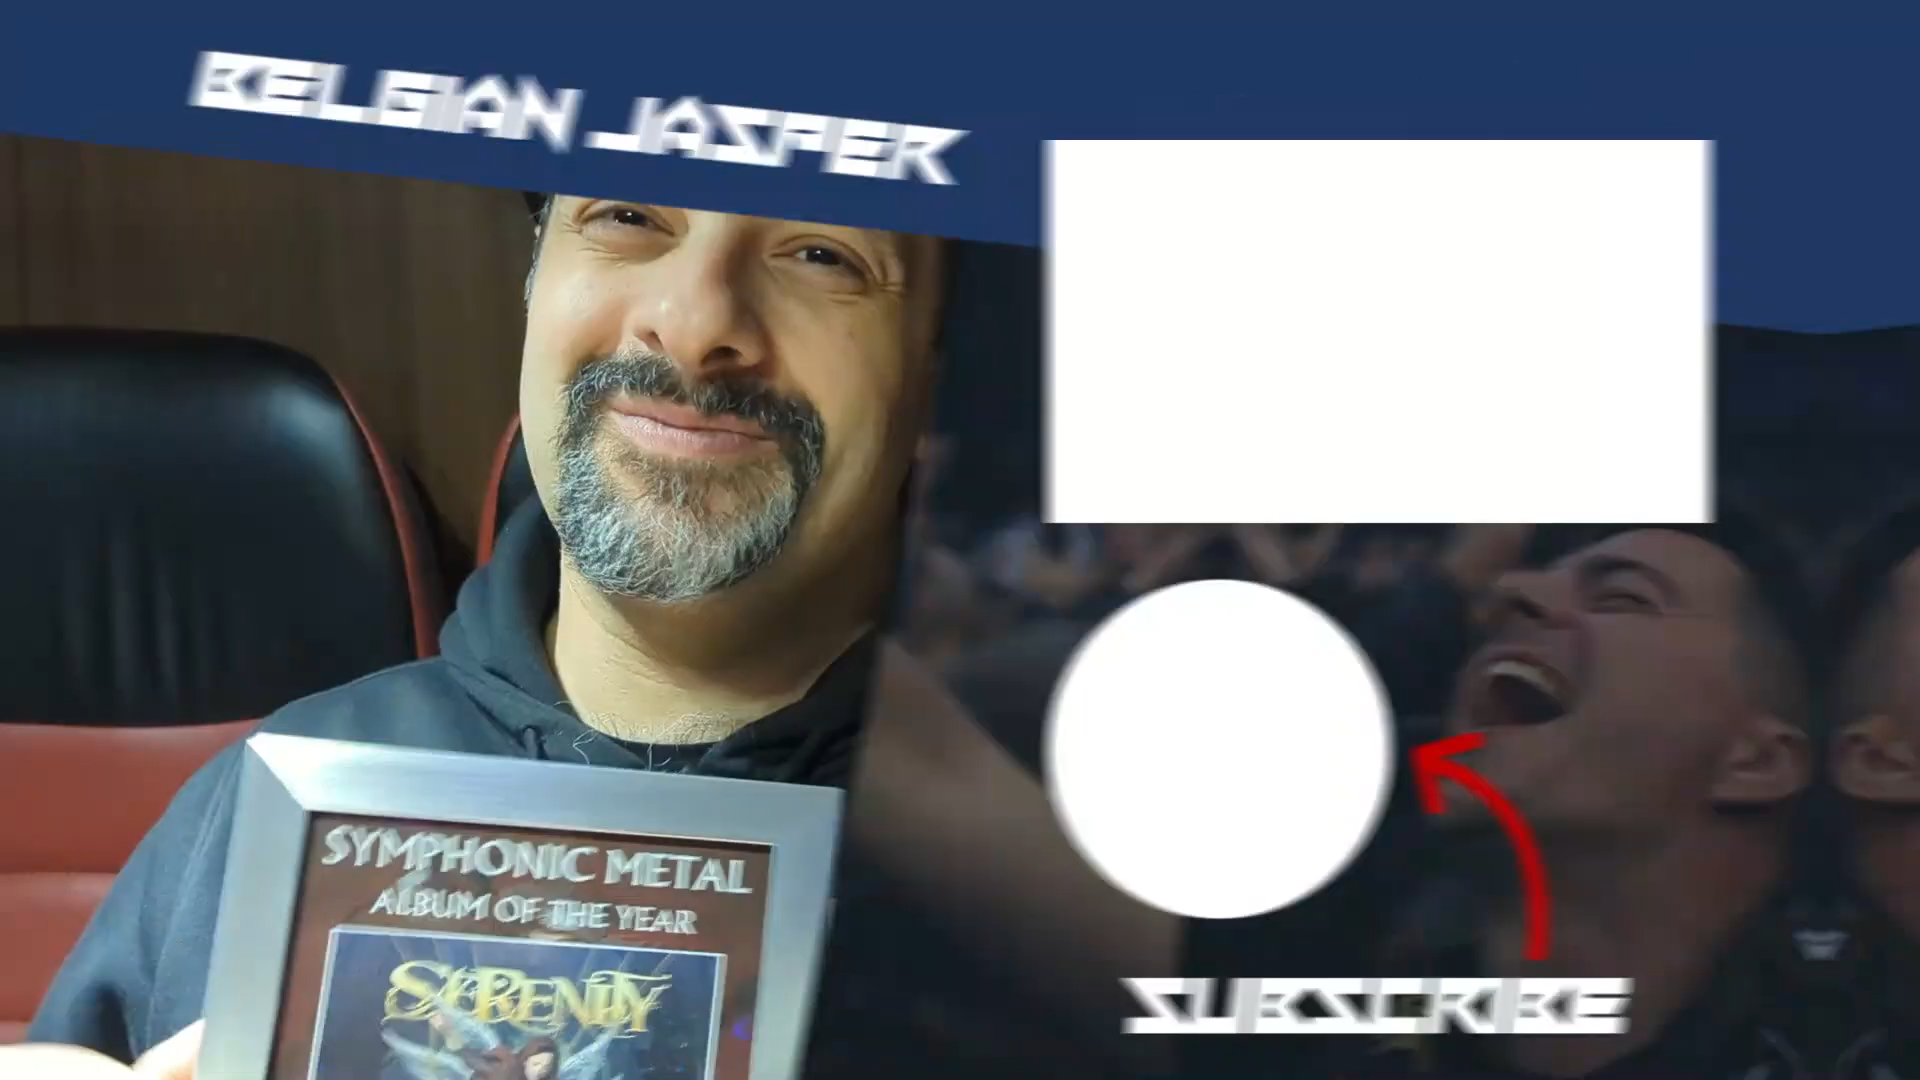 BELGIAN JASPER
SYMPHONIC METAL
ALBUM OF THE YEAR
SERENITY
SUBSCRIBE